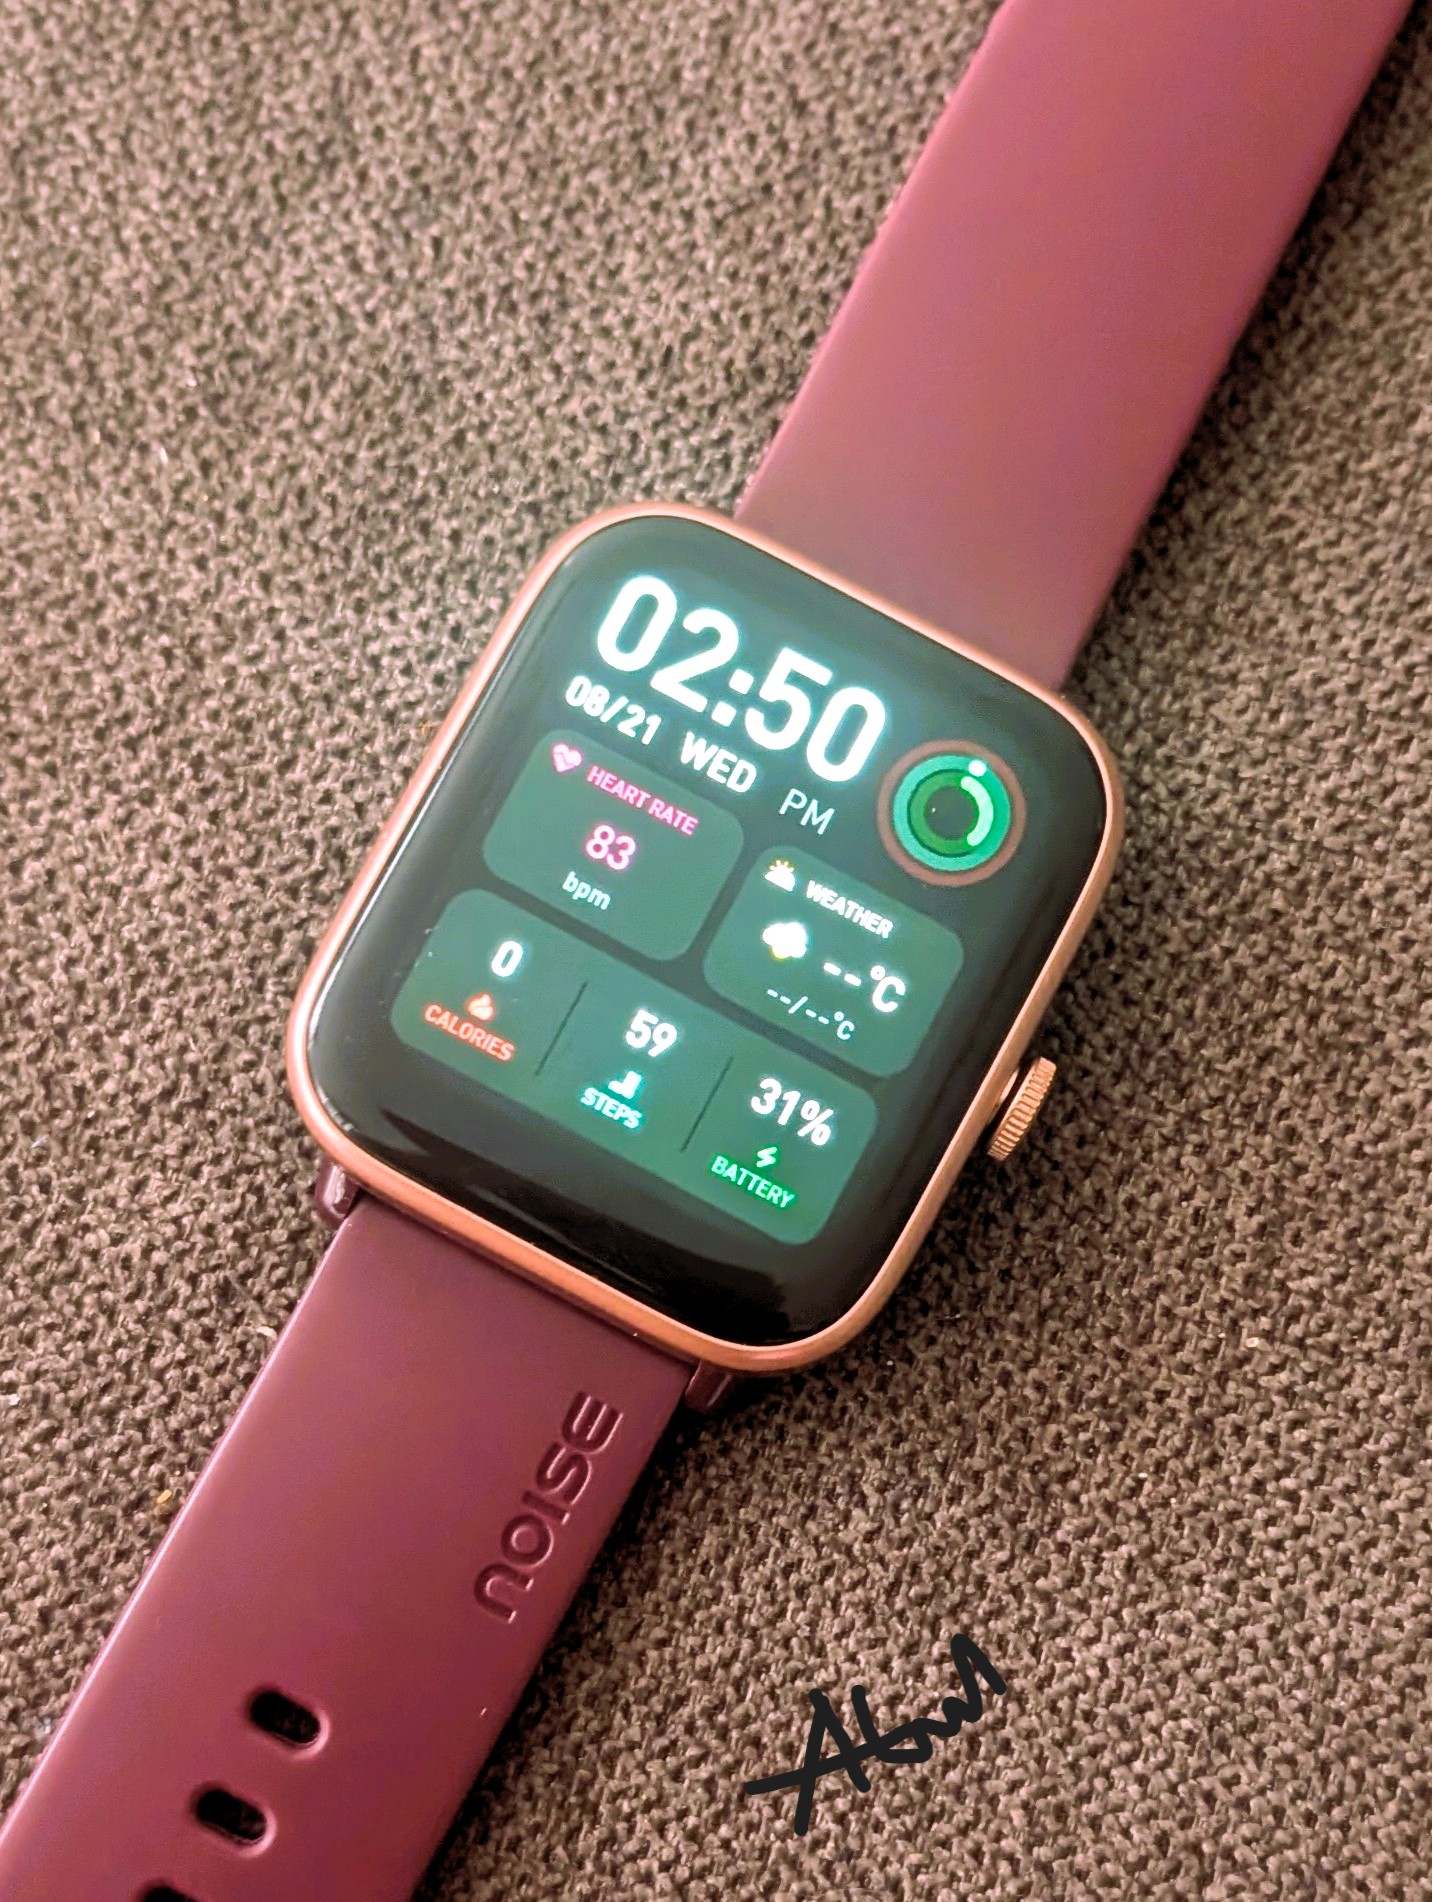 02:50
08/21 WED PM
HEART RATE
83
bpm
WEATHER
--°C
--/--°C
0
CALORIES
59
STEPS
31%
BATTERY
NOISE